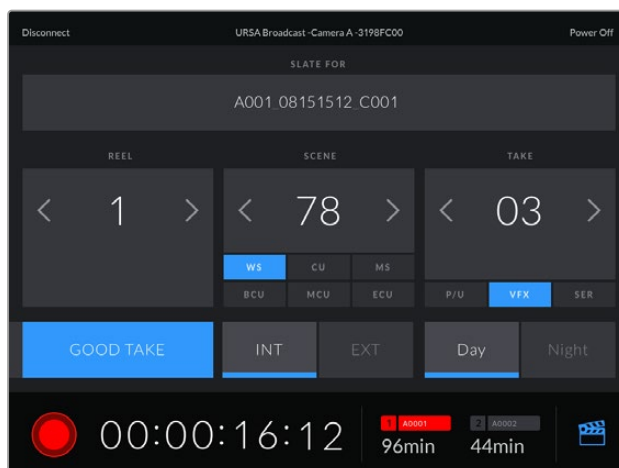 Disconnect URSA Broadcast -Camera A -3198FC00 Power Off
SLATE FOR
A001_08151512_C001
REEL SCENE TAKE
1 78 03
WS CU MS
BCU MCU ECU P/U VFX SER
GOOD TAKE INT EXT Day Night
00:00:16:12
1 A0001 2 A0002
96min 44min